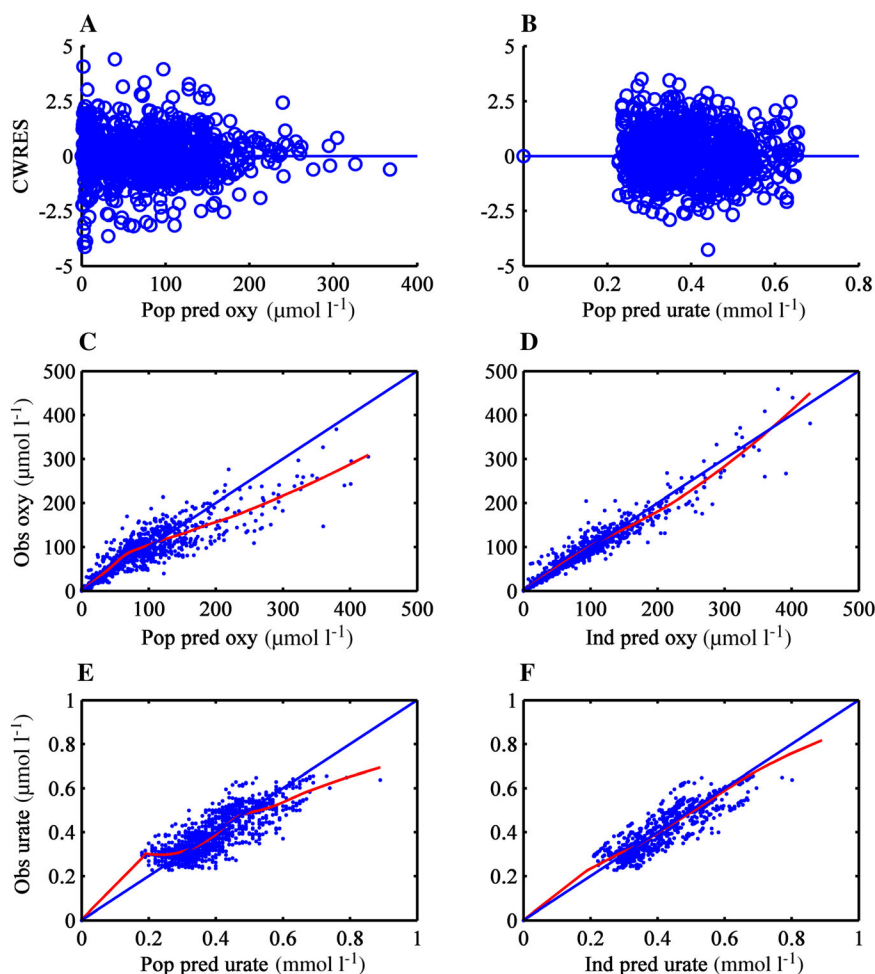 A
B
5
2.5
0
-2.5
-5
CWRES
0 100 200 300 400
Pop pred oxy (μmol l⁻¹)
5
2.5
0
-2.5
-5
0 0.2 0.4 0.6 0.8
Pop pred urate (mmol l⁻¹)
C
D
500
400
300
200
100
0
Obs oxy (μmol l⁻¹)
0 100 200 300 400 500
Pop pred oxy (μmol l⁻¹)
500
400
300
200
100
0
0 100 200 300 400 500
Ind pred oxy (μmol l⁻¹)
E
F
1
0.8
0.6
0.4
0.2
0
Obs urate (μmol l⁻¹)
0 0.2 0.4 0.6 0.8 1
Pop pred urate (mmol l⁻¹)
1
0.8
0.6
0.4
0.2
0
0 0.2 0.4 0.6 0.8 1
Ind pred urate (mmol l⁻¹)